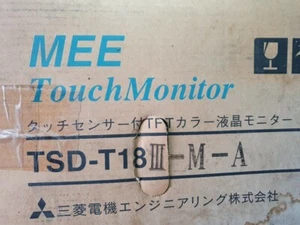 MEE
TouchMonitor
タッチセンサー付TFTカラー液晶モニター
TSD-T18Ⅲ-M-A
三菱電機エンジニアリング株式会社